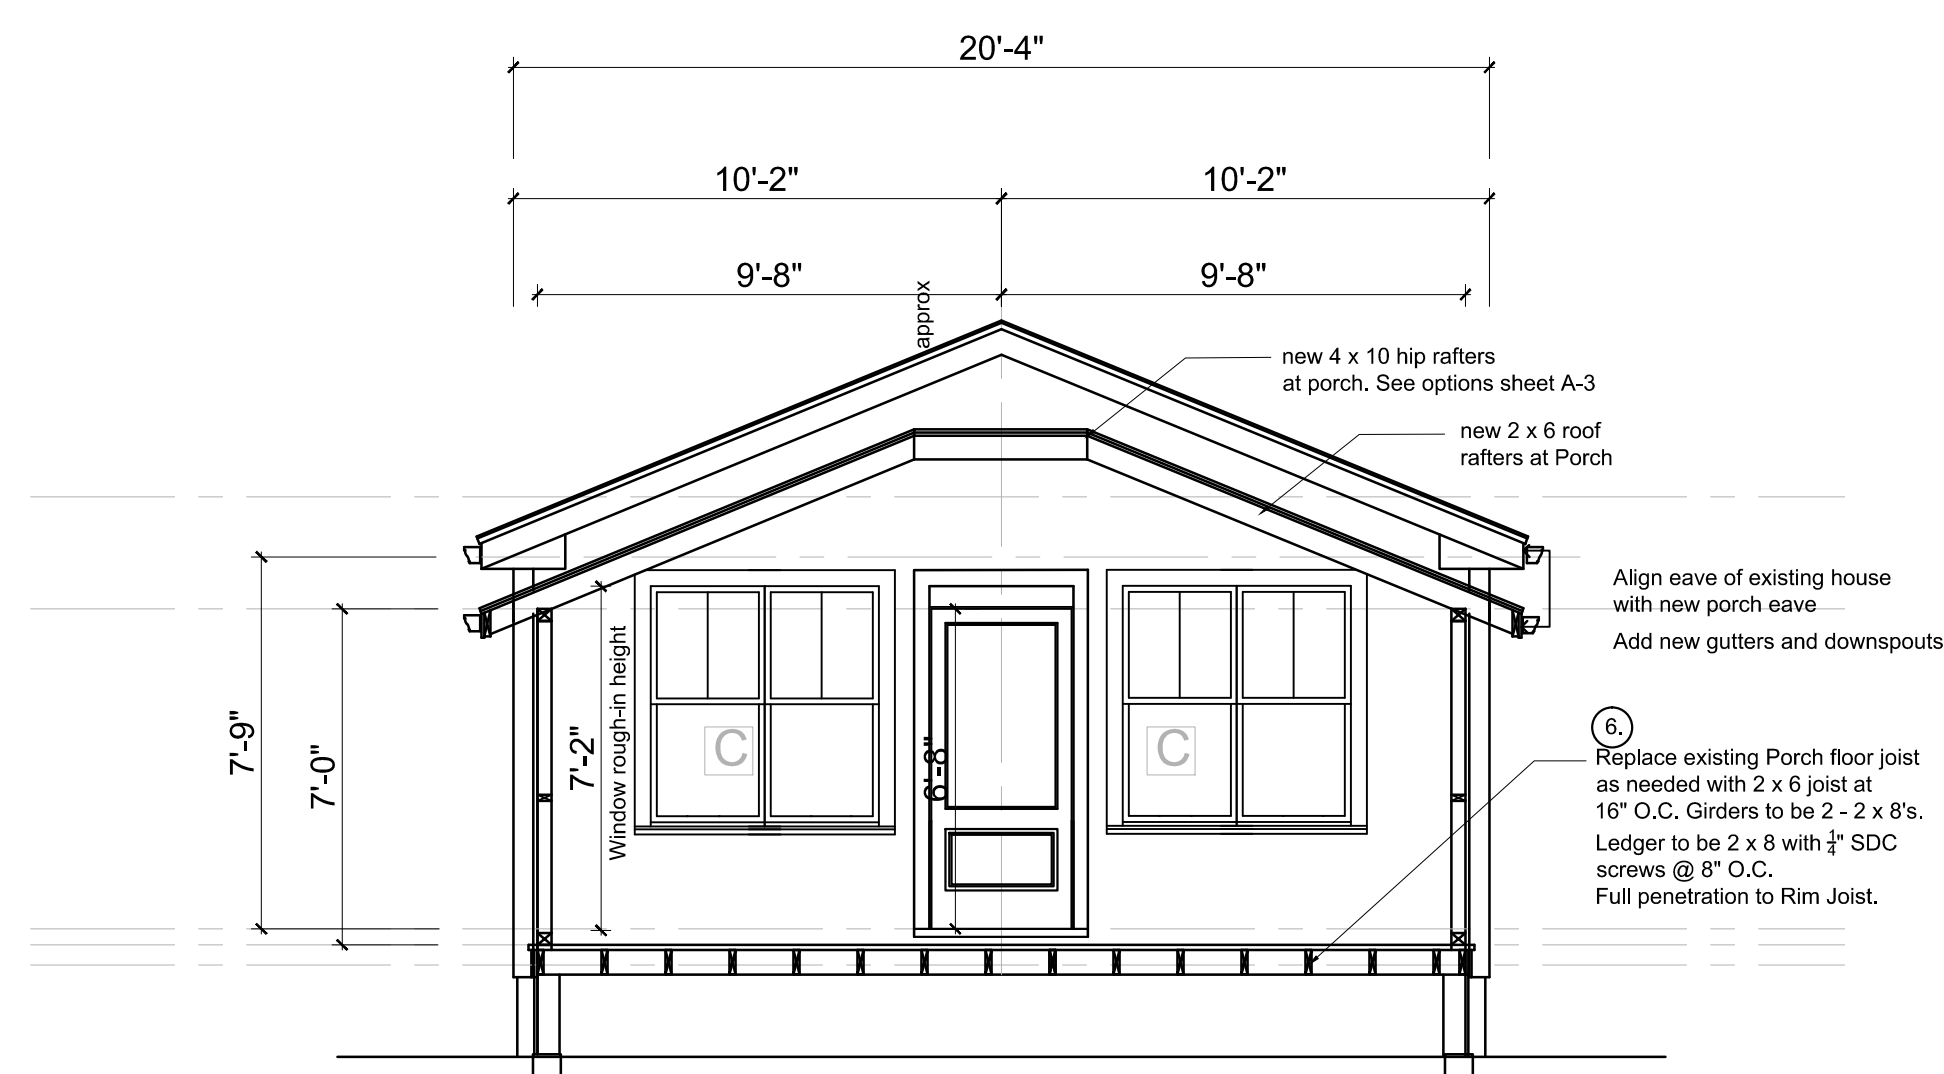 20'-4"
10'-2"
10'-2"
9'-8"
9'-8"
approx
new 4 x 10 hip rafters
at porch. See options sheet A-3
new 2 x 6 roof
rafters at Porch
Align eave of existing house
with new porch eave
Add new gutters and downspouts
7'-9"
7'-0"
7'-2"
Window rough-in height
C
6'-8"
C
6.
Replace existing Porch floor joist
as needed with 2 x 6 joist at
16" O.C. Girders to be 2 - 2 x 8's.
Ledger to be 2 x 8 with 1/4" SDC
screws @ 8" O.C.
Full penetration to Rim Joist.